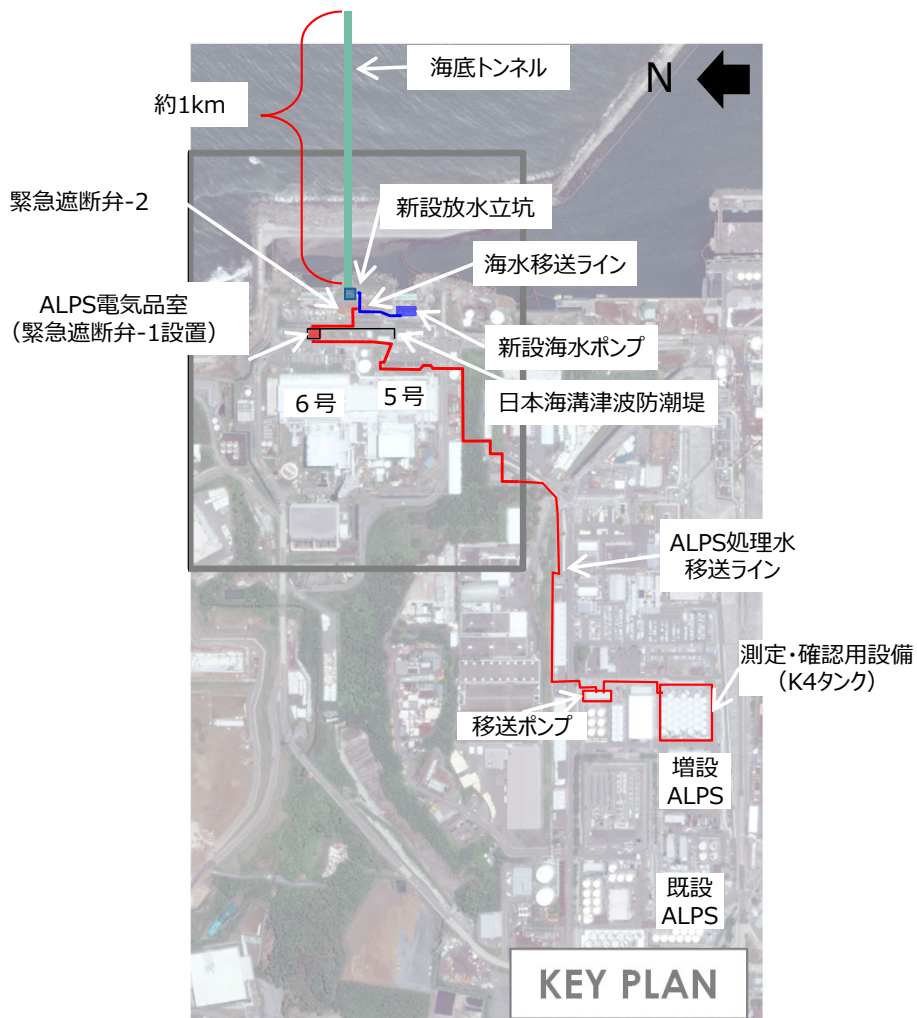 海底トンネル
N
約1km
緊急遮断弁-2
新設放水立坑
海水移送ライン
ALPS電気品室
（緊急遮断弁-1設置）
新設海水ポンプ
6号
5号
日本海溝津波防潮堤
ALPS処理水
移送ライン
測定・確認用設備
（K4タンク）
移送ポンプ
増設
ALPS
既設
ALPS
KEY PLAN